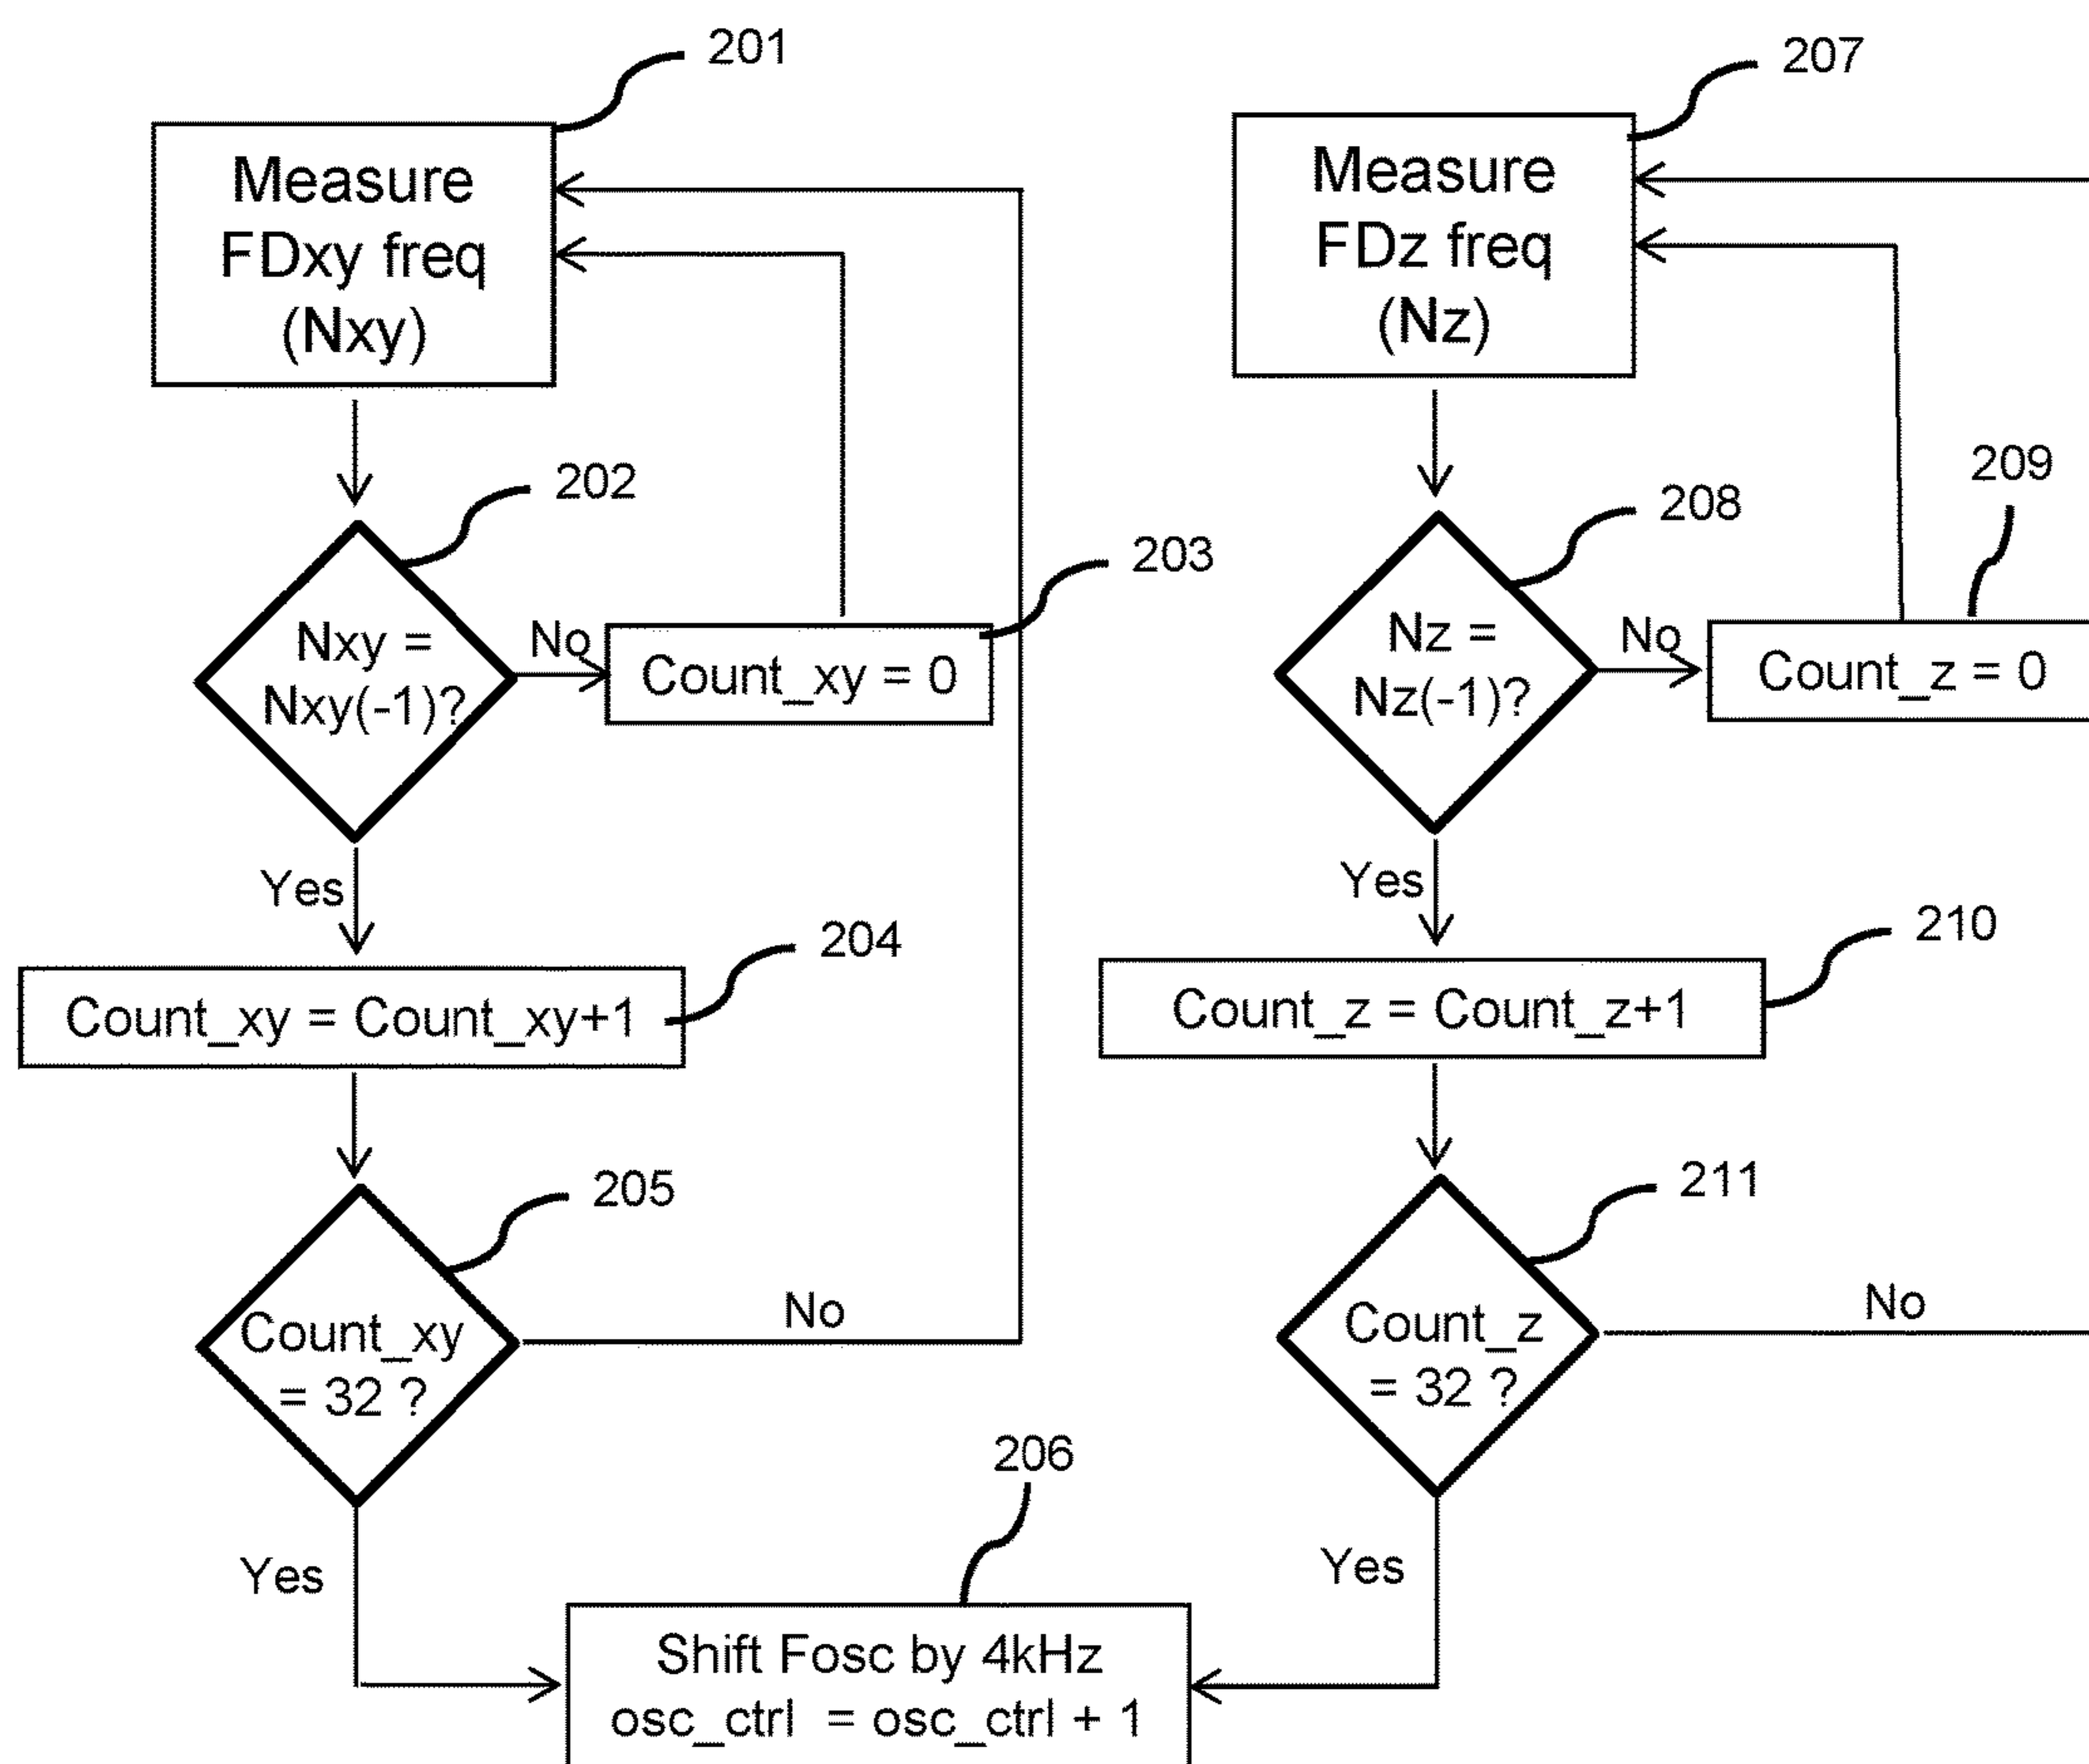 201
Measure
FDxy freq
(Nxy)
202
Nxy =
Nxy(-1)?
No
203
Count_xy = 0
Yes
204
Count_xy = Count_xy+1
205
Count_xy
= 32 ?
No
Yes
206
Shift Fosc by 4kHz
osc_ctrl = osc_ctrl + 1
207
Measure
FDz freq
(Nz)
208
Nz =
Nz(-1)?
No
209
Count_z = 0
Yes
210
Count_z = Count_z+1
211
Count_z
= 32 ?
No
Yes